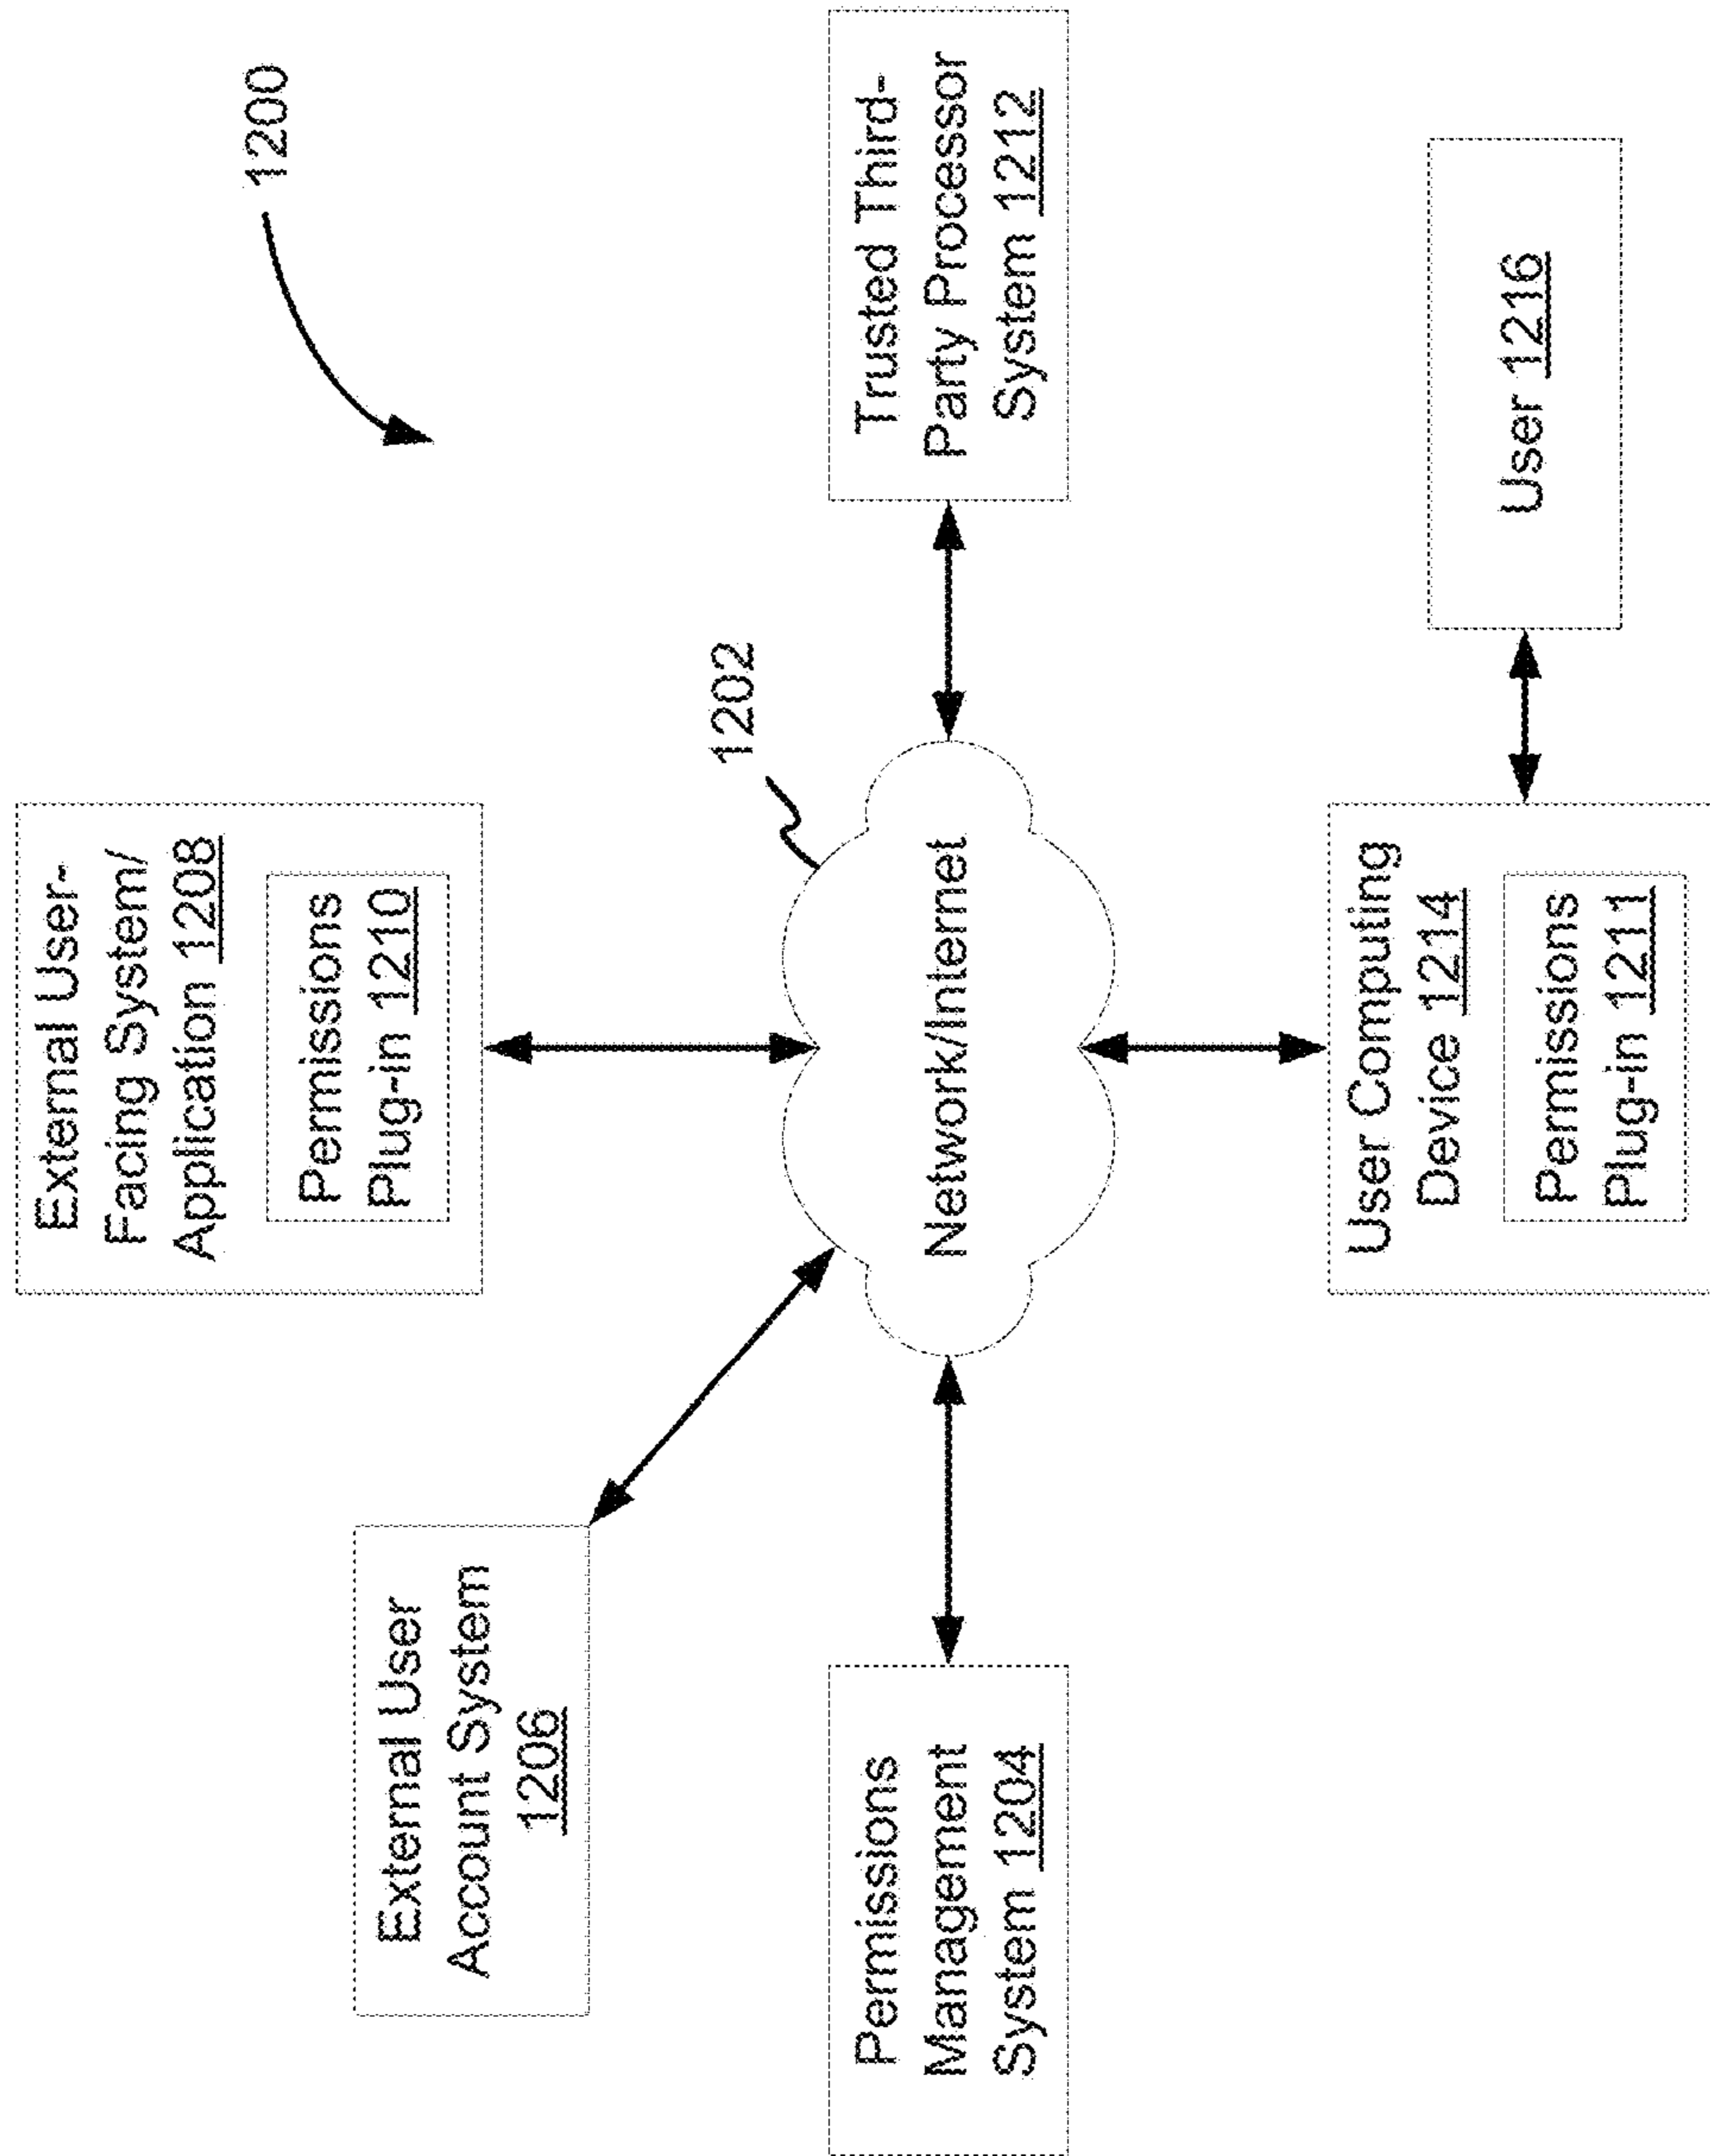 1200
External User-
Facing System/
Application 1208
Permissions
Plug-in 1210
External User
Account System
1206
1202
Network/Internet
Permissions
Management
System 1204
Trusted Third-
Party Processor
System 1212
User Computing
Device 1214
Permissions
Plug-in 1211
User 1216